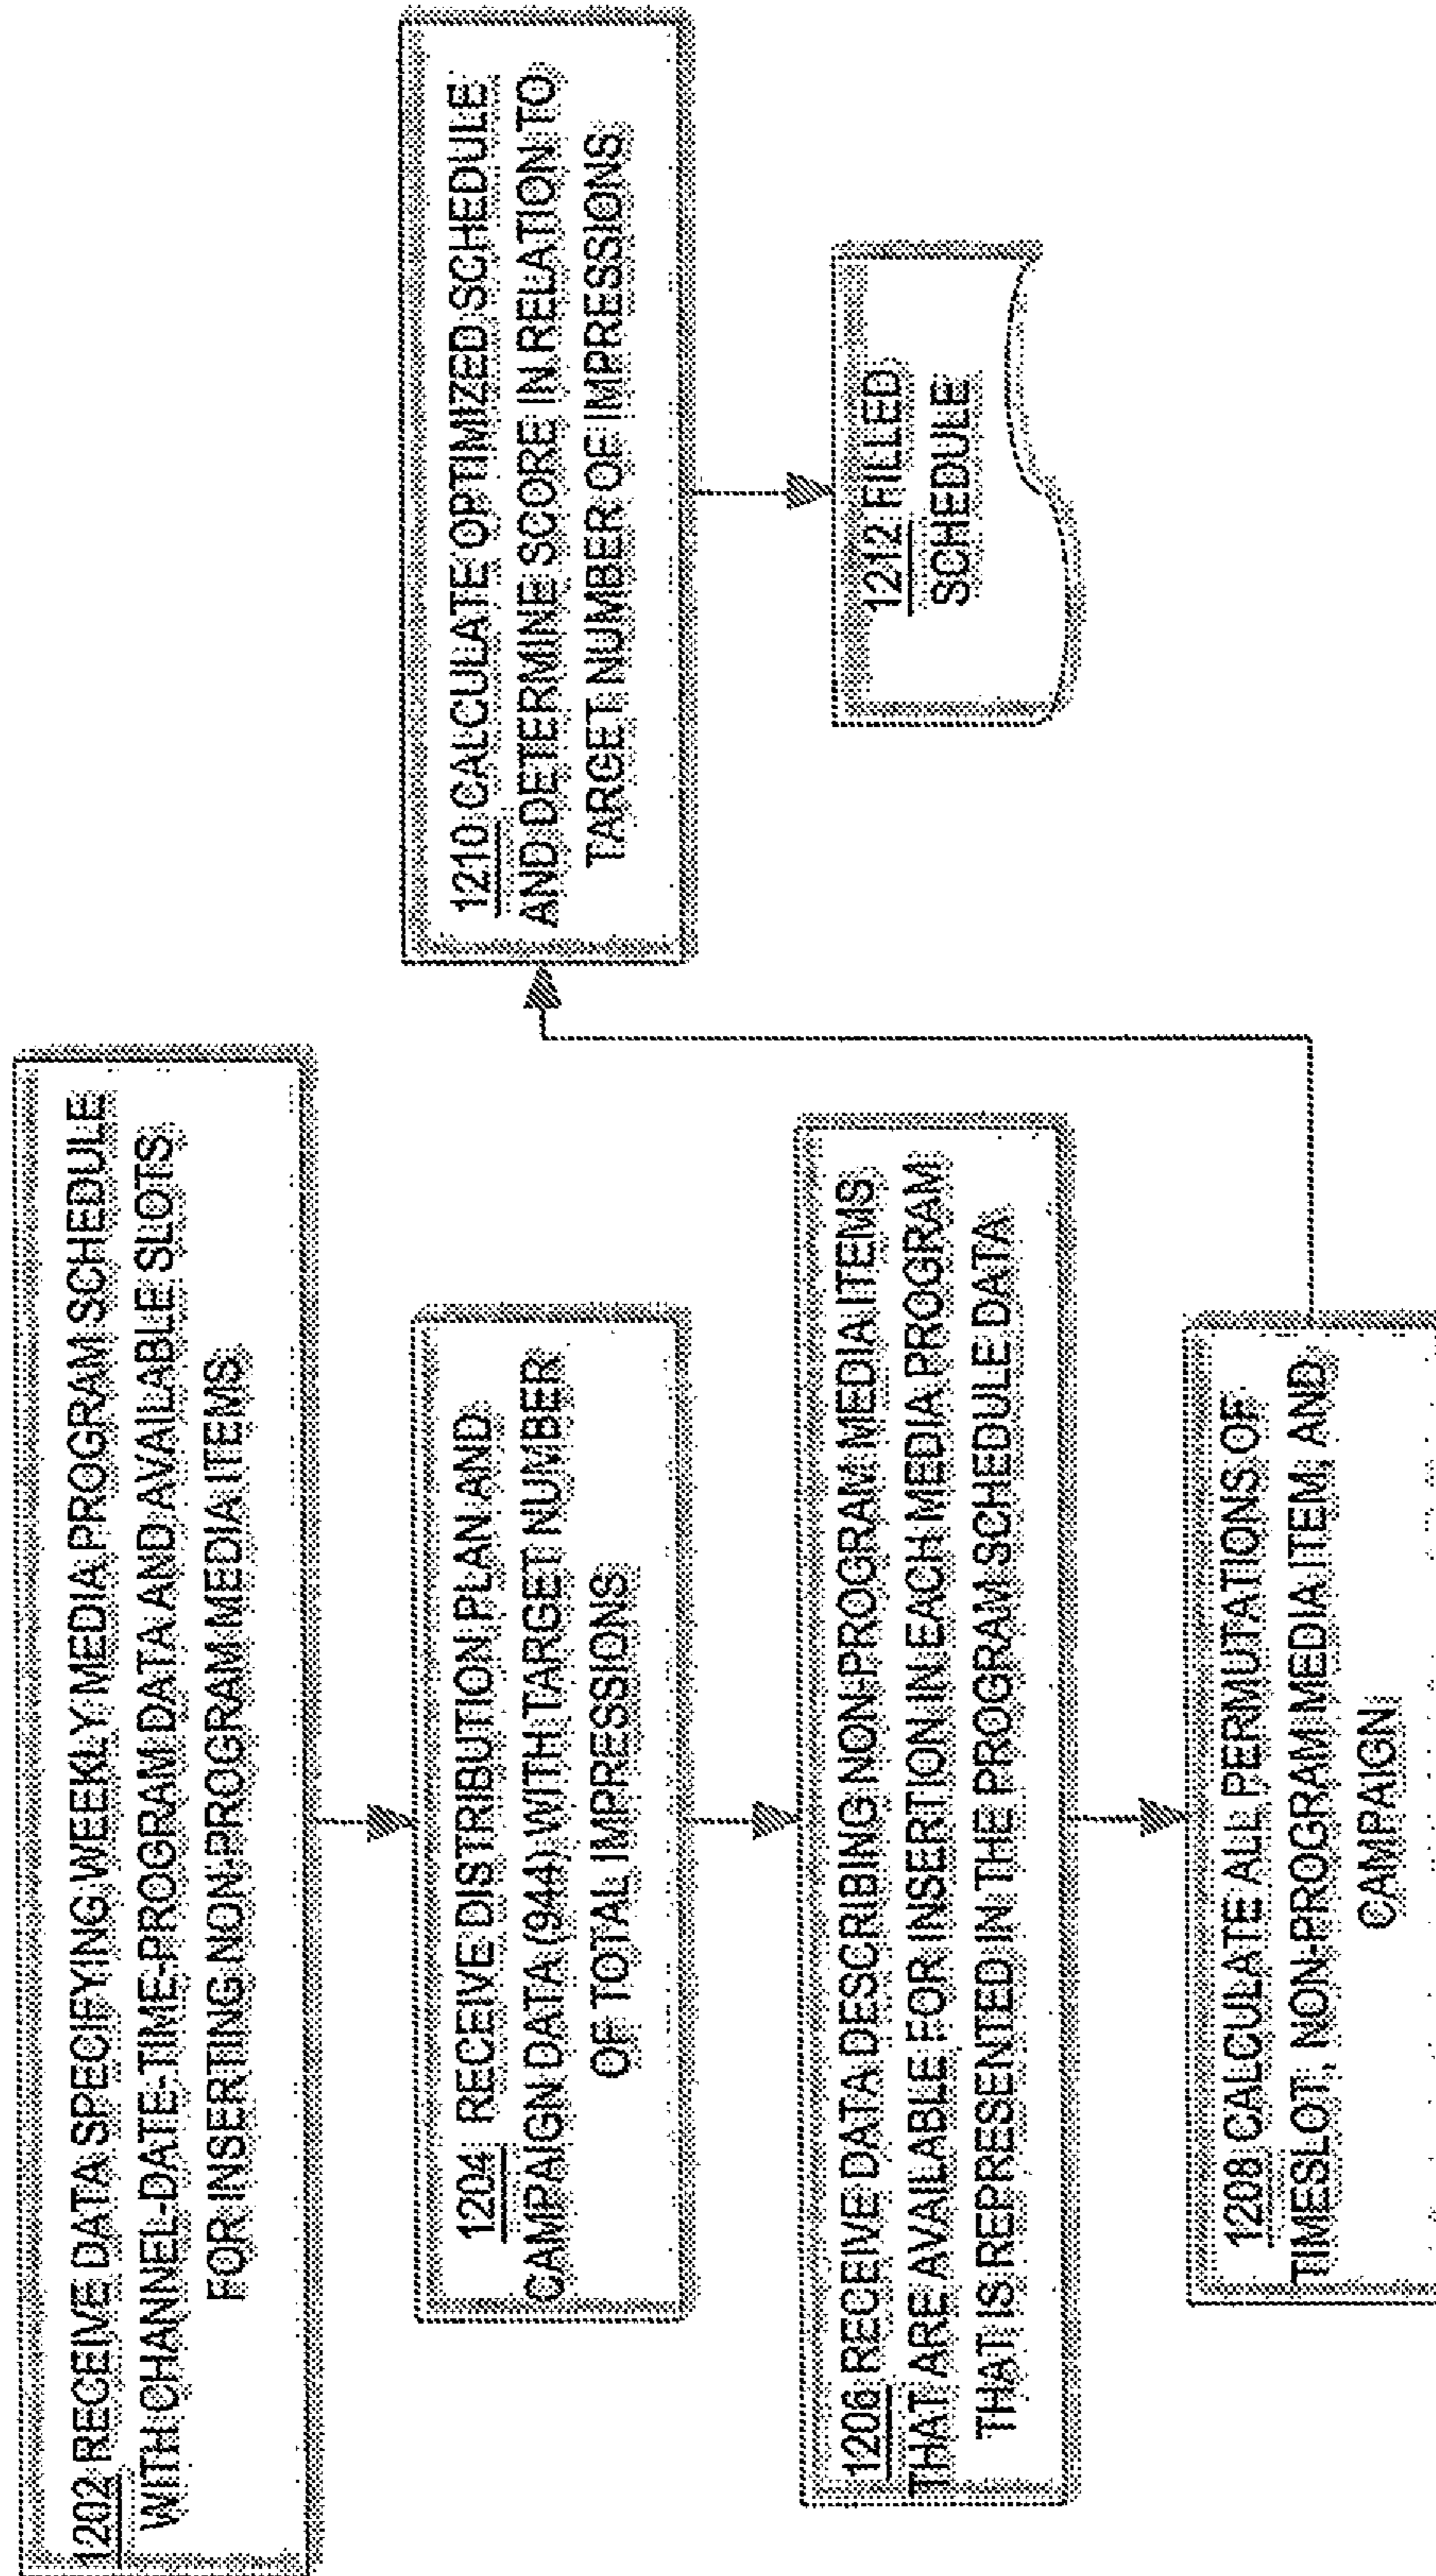 1202 RECEIVE DATA SPECIFYING WEEKLY MEDIA PROGRAM SCHEDULE
WITH CHANNEL-DATE-TIME-PROGRAM DATA AND AVAILABLE SLOTS
FOR INSERTING NON-PROGRAM MEDIA ITEMS
1204 RECEIVE DISTRIBUTION PLAN AND
CAMPAIGN DATA (944) WITH TARGET NUMBER
OF TOTAL IMPRESSIONS
1206 RECEIVE DATA DESCRIBING NON-PROGRAM MEDIA ITEMS
THAT ARE AVAILABLE FOR INSERTION IN EACH MEDIA PROGRAM
THAT IS REPRESENTED IN THE PROGRAM SCHEDULE DATA
1208 CALCULATE ALL PERMUTATIONS OF
TIMESLOT, NON-PROGRAM MEDIA ITEM, AND
CAMPAIGN
1210 CALCULATE OPTIMIZED SCHEDULE
AND DETERMINE SCORE IN RELATION TO
TARGET NUMBER OF IMPRESSIONS
1212 FILLED
SCHEDULE